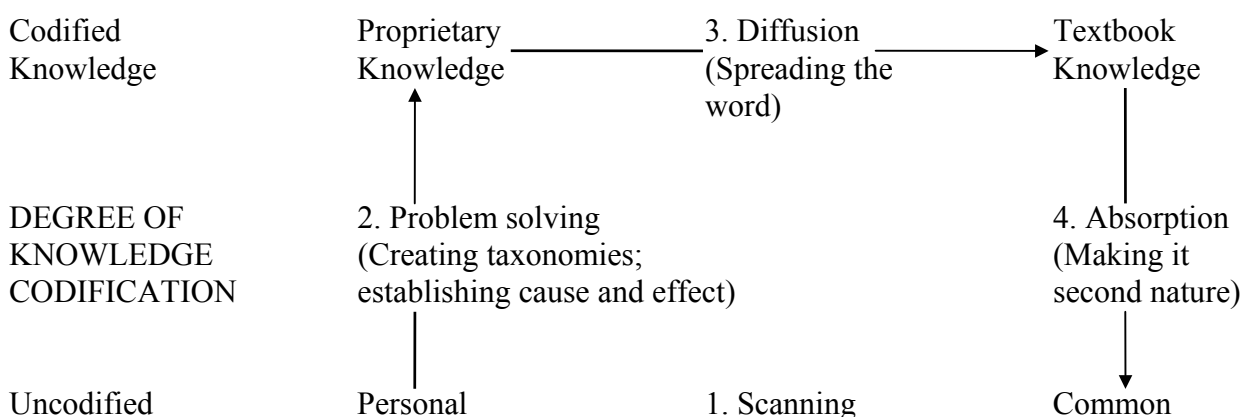 Codified Proprietary 3. Diffusion Textbook
Knowledge Knowledge (Spreading the Knowledge
word)
DEGREE OF 2. Problem solving 4. Absorption
KNOWLEDGE (Creating taxonomies; (Making it
CODIFICATION establishing cause and effect) second nature)
Uncodified Personal 1. Scanning Common